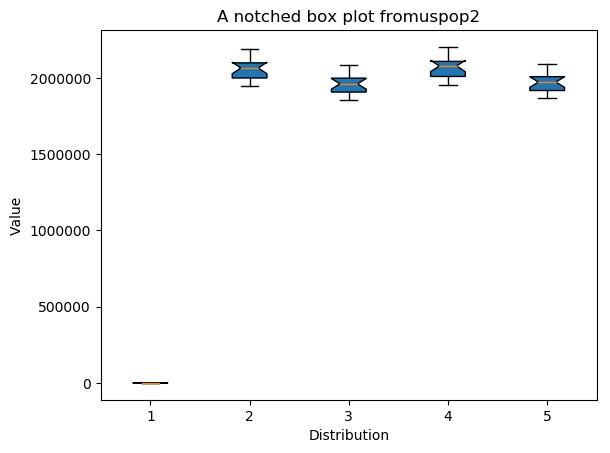 A notched box plot fromuspop2
Value
2000000
1500000
1000000
500000
0
1 2 3 4 5
Distribution